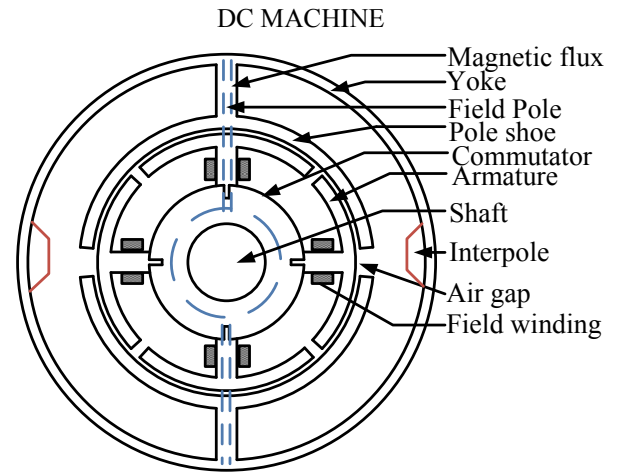 DC MACHINE
Magnetic flux
Yoke
Field Pole
Pole shoe
Commutator
Armature
Shaft
Interpole
Air gap
Field winding